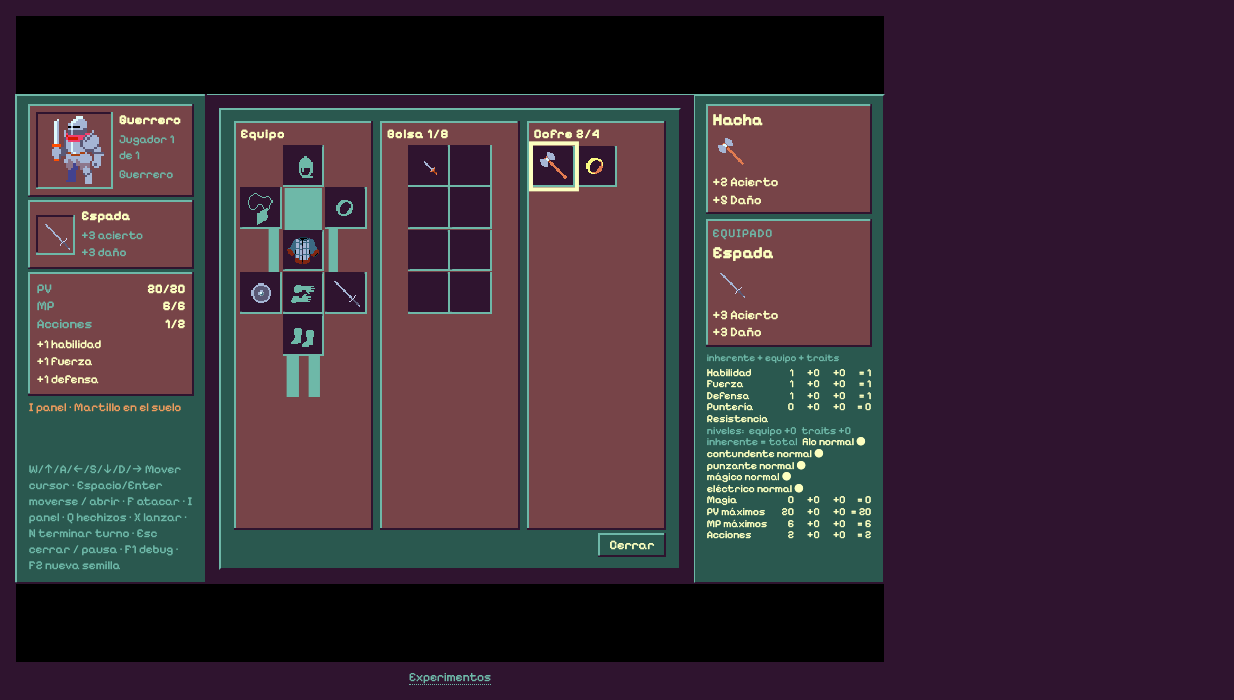 Guerrero
Jugador 1
de 1
Guerrero
Espada
+3 acierto
+3 daño
PV 20/20
MP 6/6
Acciones 1/2
+1 habilidad
+1 fuerza
+1 defensa
I panel · Martillo en el suelo
W/↑/A/←/S/↓/D/→ Mover
cursor · Espacio/Enter
moverse / abrir · F atacar · I
panel · Q hechizos · X lanzar ·
N terminar turno · Esc
cerrar / pausa · F1 debug ·
F2 nueva semilla
Equipo
Bolsa 1/8
Cofre 2/4
Cerrar
Hacha
+2 Acierto
+5 Daño
EQUIPADO
Espada
+3 Acierto
+3 Daño
inherente + equipo + traits
Habilidad 1 +0 +0 = 1
Fuerza 1 +0 +0 = 1
Defensa 1 +0 +0 = 1
Puntería 0 +0 +0 = 0
Resistencia
niveles: equipo +0 traits +0
inherente = total filo normal
contundente normal
punzante normal
mágico normal
eléctrico normal
Magia 0 +0 +0 = 0
PV máximos 20 +0 +0 = 20
MP máximos 6 +0 +0 = 6
Acciones 2 +0 +0 = 2
Experimentos